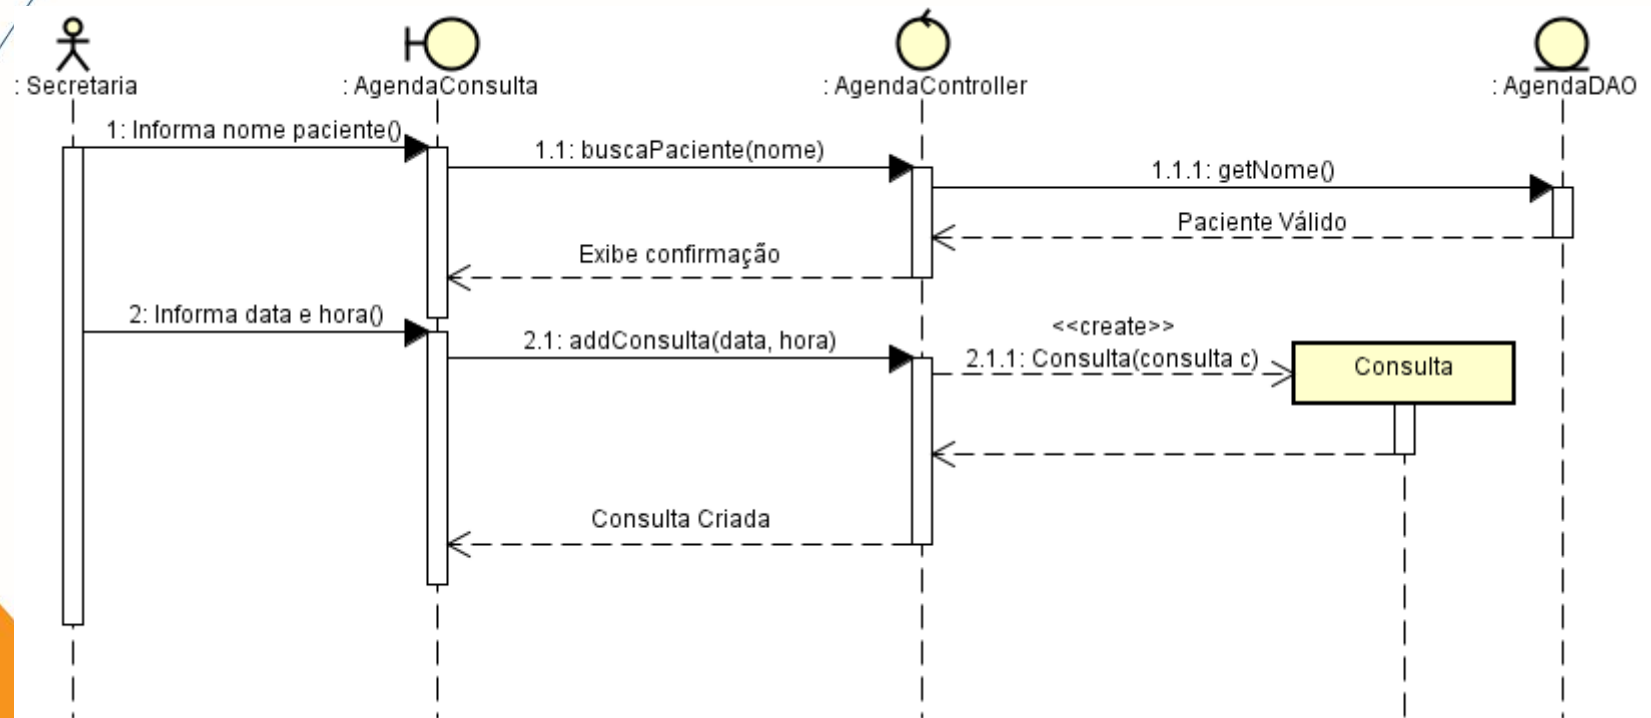 : Secretaria
: AgendaConsulta
: AgendaController
: AgendaDAO
1: Informa nome paciente()
1.1: buscaPaciente(nome)
1.1.1: getNome()
Paciente Válido
Exibe confirmação
2: Informa data e hora()
2.1: addConsulta(data, hora)
<<create>>
2.1.1: Consulta(consulta c)
Consulta
Consulta Criada